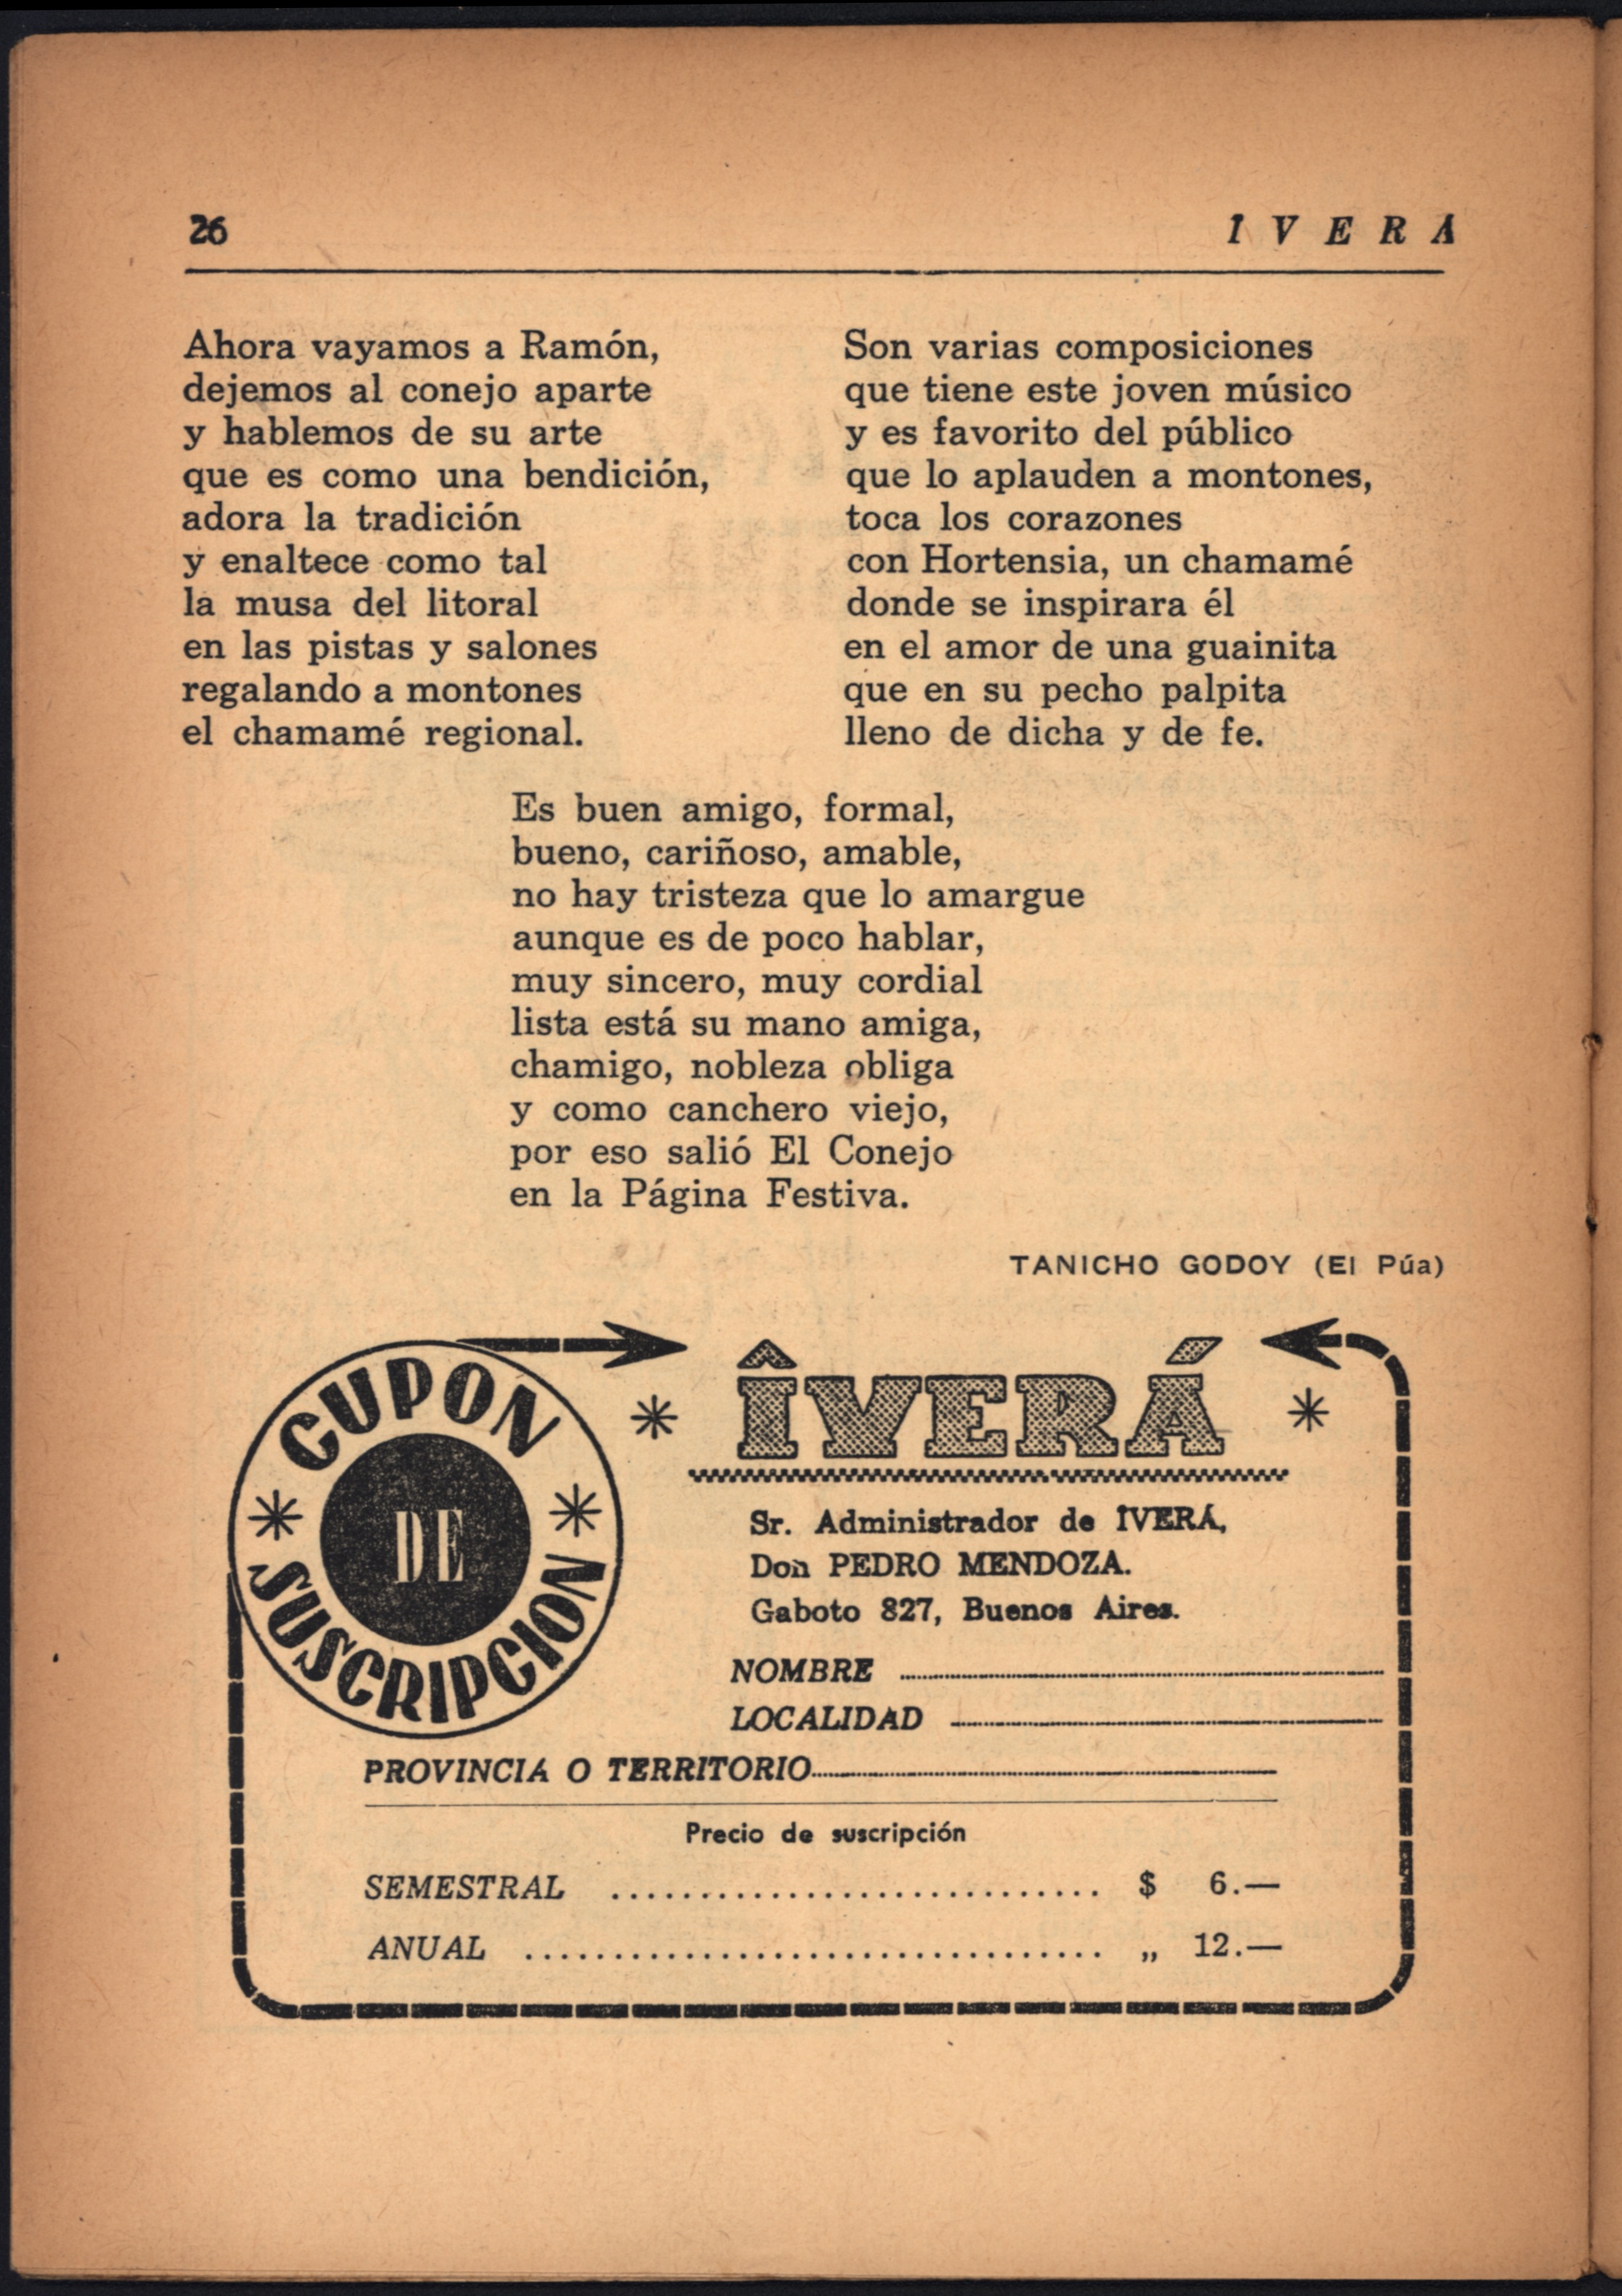 26
ÎVERÁ
Ahora vayamos a Ramón,
dejemos al conejo aparte
y hablemos de su arte
que es como una bendición,
adora la tradición
y enaltece como tal
la musa del litoral
en las pistas y salones
regalando a montones
el chamamé regional.
Son varias composiciones
que tiene este joven músico
y es favorito del público
que lo aplauden a montones,
toca los corazones
con Hortensia, un chamamé
donde se inspirara él
en el amor de una guainita
que en su pecho palpita
lleno de dicha y de fe.
Es buen amigo, formal,
bueno, cariñoso, amable,
no hay tristeza que lo amargue
aunque es de poco hablar,
muy sincero, muy cordial
lista está su mano amiga,
chamigo, nobleza obliga
y como canchero viejo,
por eso salió El Conejo
en la Página Festiva.
TANICHO GODOY (El Púa)
CUPON
DE
SUSCRIPCION
ÎVERÁ
Sr. Administrador de ÎVERÁ,
Don PEDRO MENDOZA.
Gaboto 827, Buenos Aires.
NOMBRE
LOCALIDAD
PROVINCIA O TERRITORIO
Precio de suscripción
SEMESTRAL ............................ $ 6.—
ANUAL ................................. „ 12.—